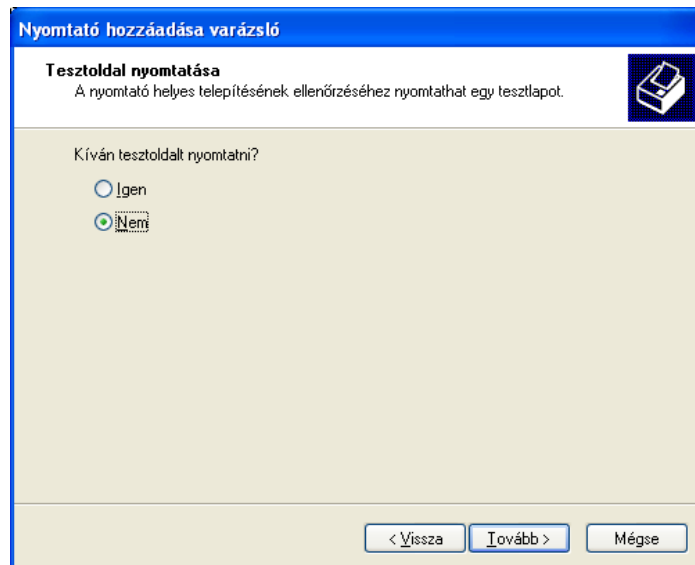 Nyomtató hozzáadása varázsló
Tesztoldal nyomtatása
A nyomtató helyes telepítésének ellenőrzéséhez nyomtathat egy tesztlapot.
Kíván tesztoldalt nyomtatni?
Igen
Nem
< Vissza Tovább > Mégse